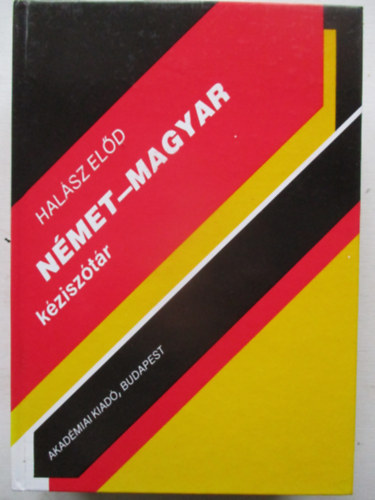 HALÁSZ ELŐD
NÉMET–MAGYAR
kéziszótár
AKADÉMIAI KIADÓ, BUDAPEST